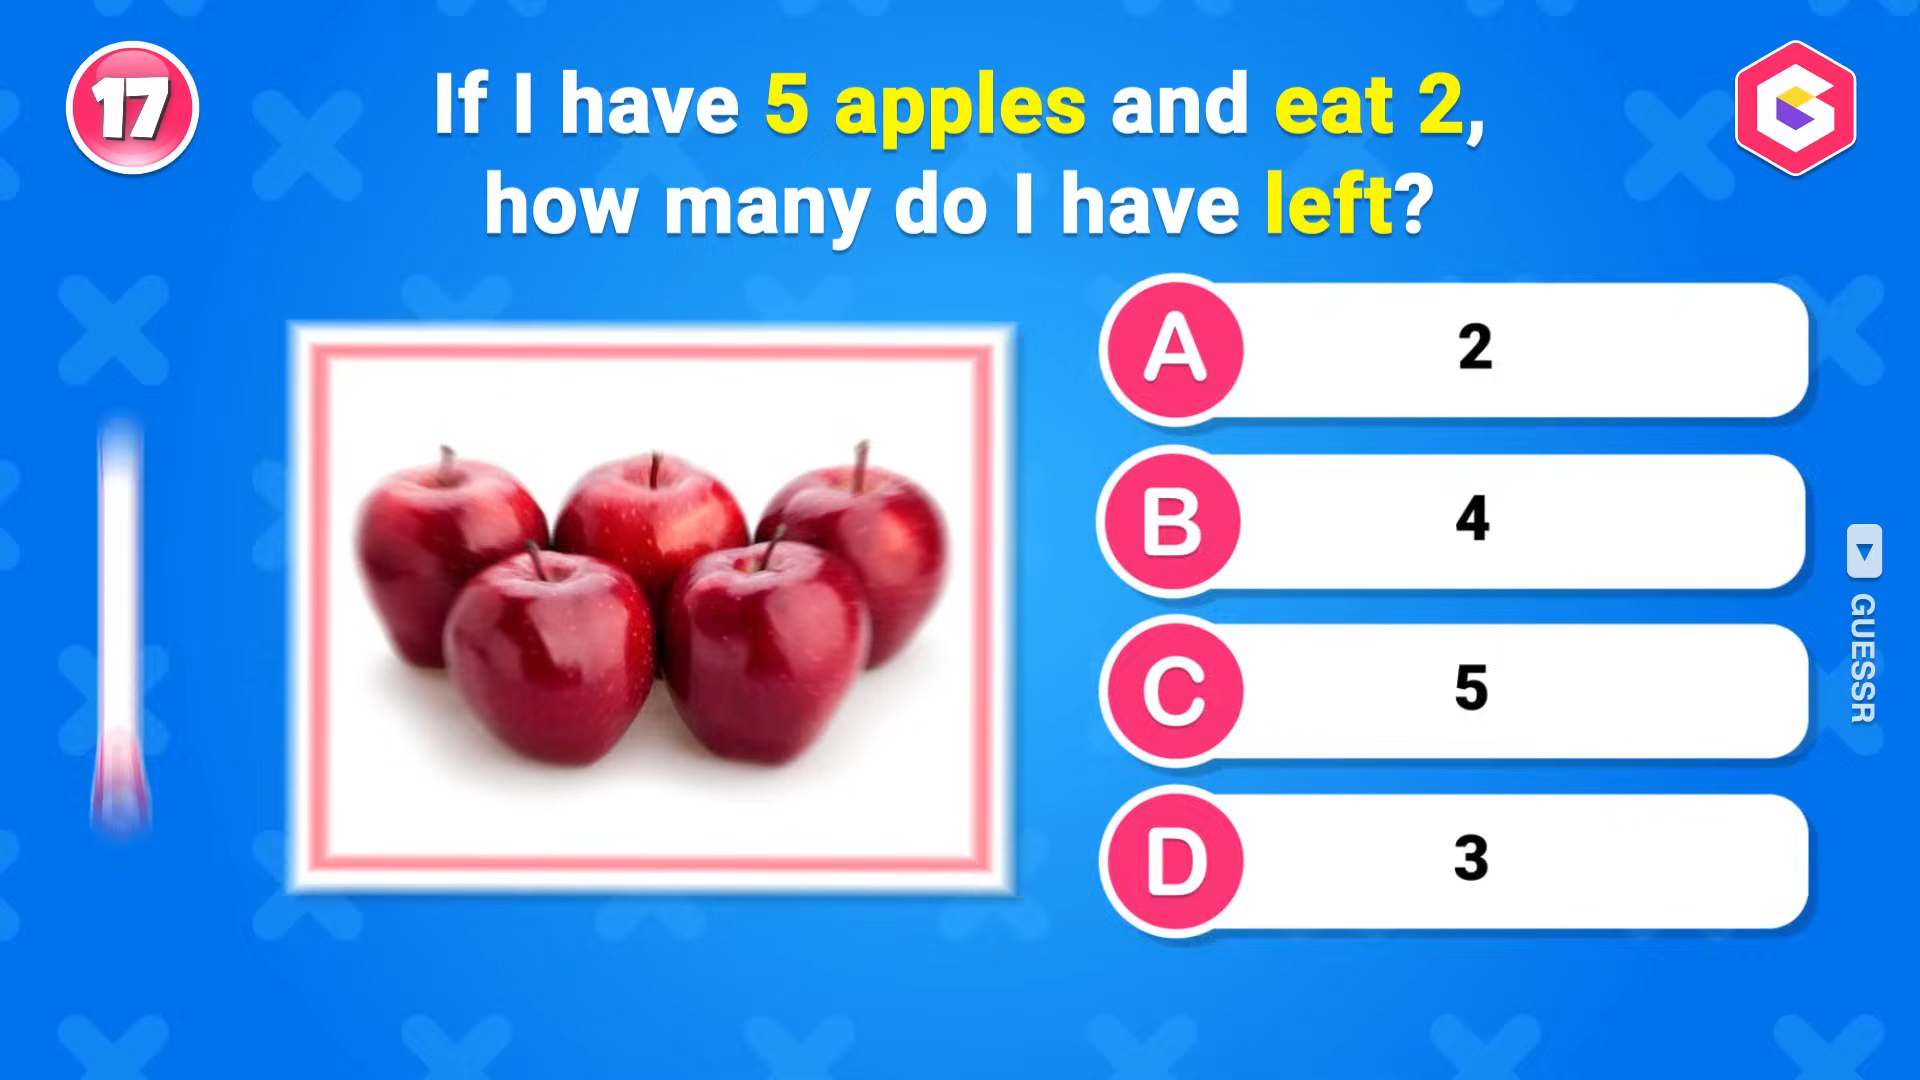 17
If I have 5 apples and eat 2,
how many do I have left?
A 2
B 4
C 5
D 3
GUESSR